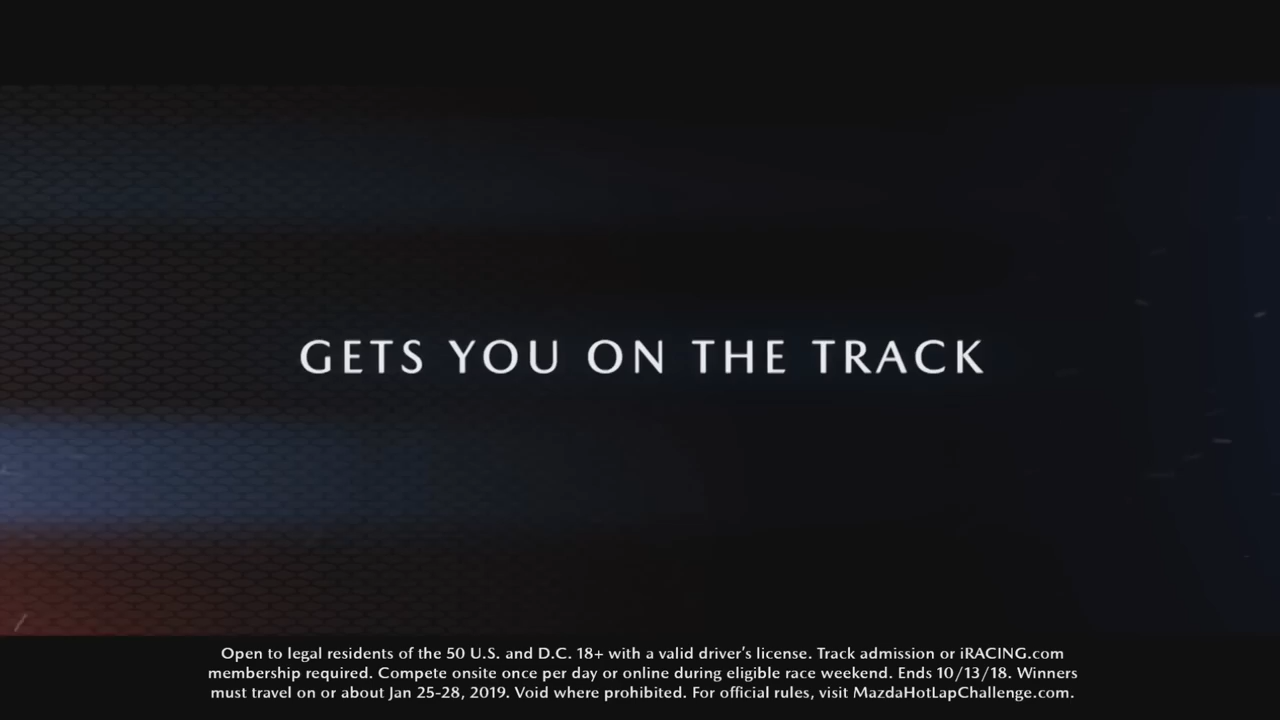 GETS YOU ON THE TRACK
Open to legal residents of the 50 U.S. and D.C. 18+ with a valid driver’s license. Track admission or iRACING.com
membership required. Compete onsite once per day or online during eligible race weekend. Ends 10/13/18. Winners
must travel on or about Jan 25-28, 2019. Void where prohibited. For official rules, visit MazdaHotLapChallenge.com.